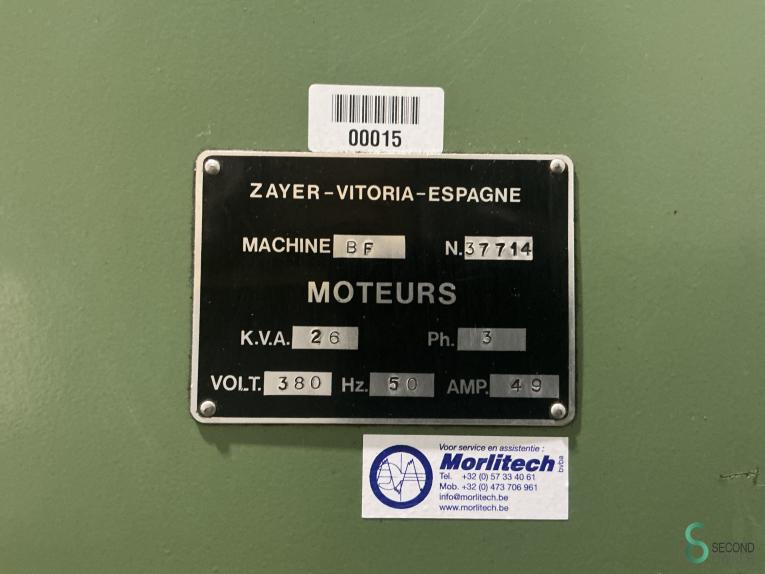 00015
ZAYER-VITORIA-ESPAGNE
MACHINE BF N. 37714
MOTEURS
K.V.A. 26 Ph. 3
VOLT. 380 Hz. 50 AMP. 49
Voor service en assistentie :
Morlitech bvba
Tel. +32 (0) 57 33 40 61
Mob. +32 (0) 473 706 961
info@morlitech.be
www.morlitech.be
SECOND